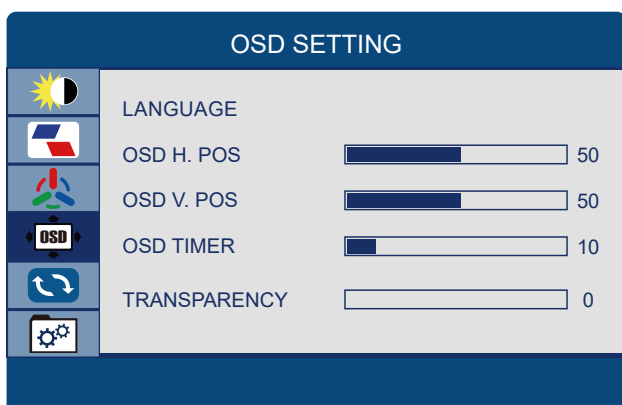 OSD SETTING
LANGUAGE
OSD H. POS 50
OSD V. POS 50
OSD
OSD TIMER 10
TRANSPARENCY 0